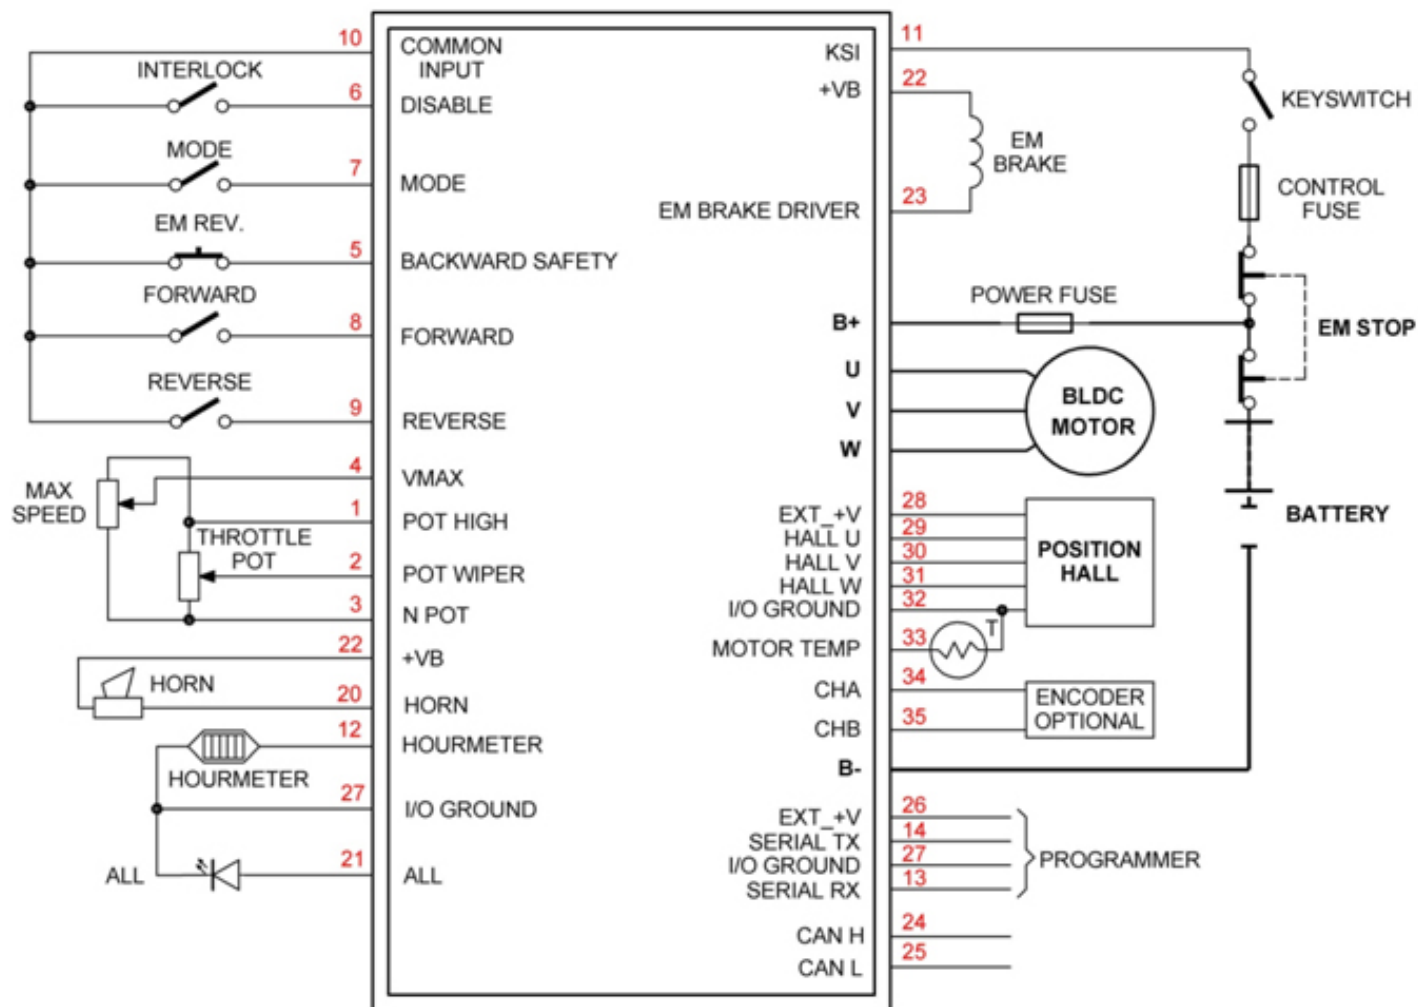 10
COMMON
INPUT
INTERLOCK
6
DISABLE
MODE
7
MODE
EM REV.
5
BACKWARD SAFETY
FORWARD
8
FORWARD
REVERSE
9
REVERSE
4
VMAX
MAX
SPEED
1
POT HIGH
THROTTLE
POT
2
POT WIPER
3
N POT
22
+VB
HORN
20
HORN
12
HOURMETER
HOURMETER
27
I/O GROUND
21
ALL
ALL
11
KSI
22
+VB
KEYSWITCH
EM
BRAKE
23
EM BRAKE DRIVER
CONTROL
FUSE
POWER FUSE
B+
EM STOP
U
V
W
BLDC
MOTOR
BATTERY
28
EXT_+V
29
HALL U
30
HALL V
31
HALL W
32
I/O GROUND
POSITION
HALL
33
MOTOR TEMP
T
34
CHA
35
CHB
ENCODER
OPTIONAL
B-
26
EXT_+V
14
SERIAL TX
27
I/O GROUND
13
SERIAL RX
PROGRAMMER
24
CAN H
25
CAN L